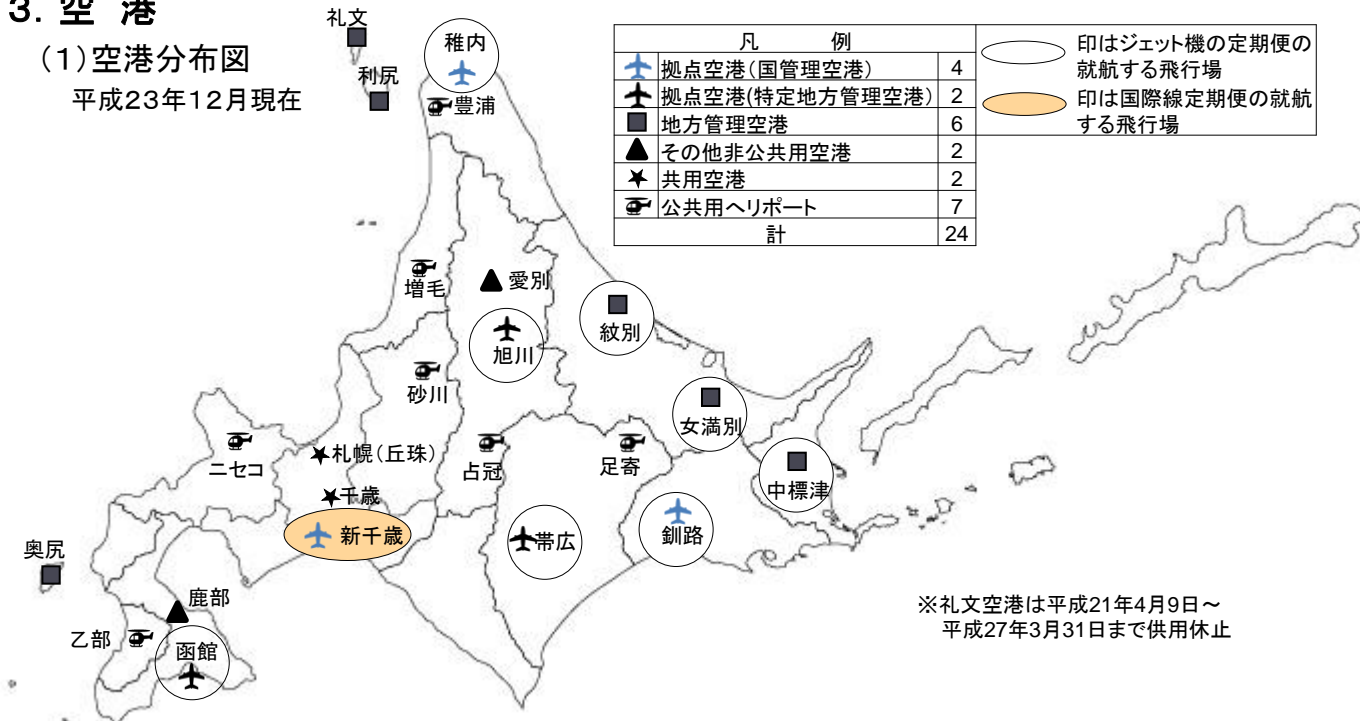 3. 空 港
(1)空港分布図
平成23年12月現在
凡 例
拠点空港(国管理空港) 4
拠点空港(特定地方管理空港) 2
地方管理空港 6
その他非公共用空港 2
共用空港 2
公共用ヘリポート 7
計 24
印はジェット機の定期便の
就航する飛行場
印は国際線定期便の就航
する飛行場
礼文
稚内
利尻
豊浦
増毛
愛別
紋別
旭川
砂川
女満別
札幌(丘珠)
ニセコ
占冠
足寄
中標津
千歳
新千歳
帯広
釧路
奥尻
鹿部
乙部
函館
※礼文空港は平成21年4月9日~
平成27年3月31日まで供用休止